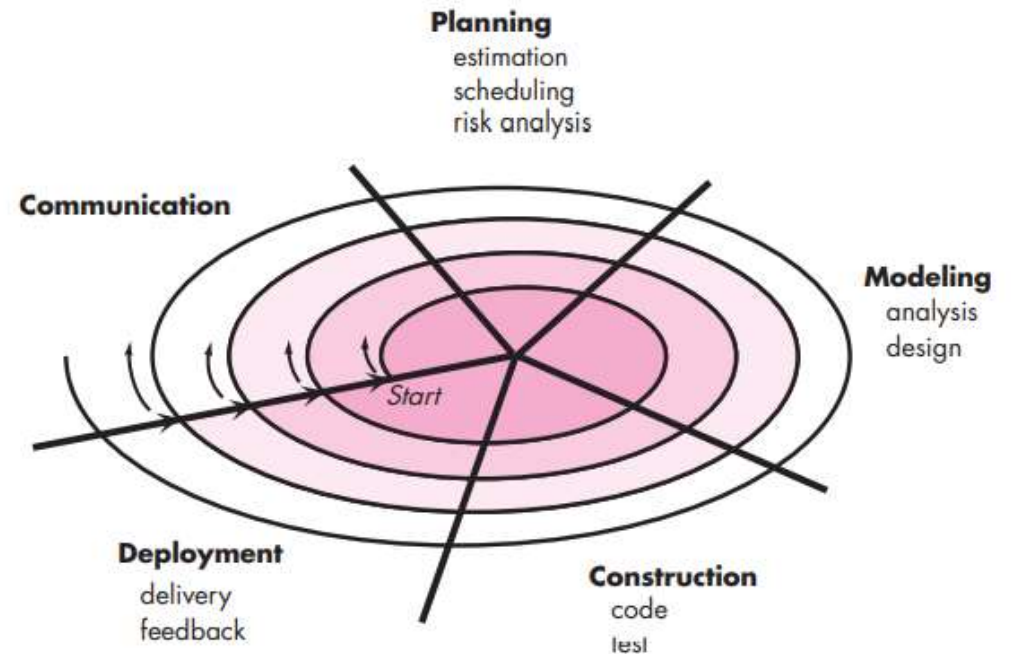 Planning
estimation
scheduling
risk analysis
Communication
Modeling
analysis
design
Start
Deployment
delivery
feedback
Construction
code
test